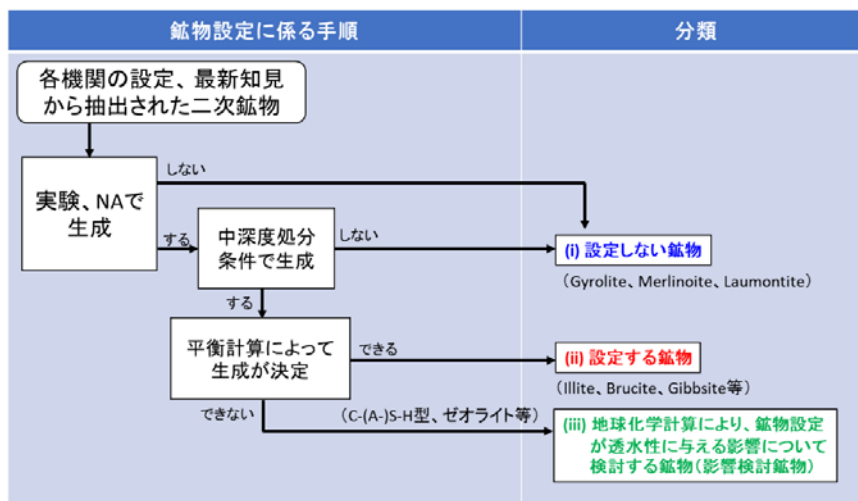 鉱物設定に係る手順
分類
各機関の設定、最新知見
から抽出された二次鉱物
しない
実験、NAで
生成
する
中深度処分
条件で生成
しない
(i) 設定しない鉱物
(Gyrolite、Merlinoite、Laumontite)
する
平衡計算によって
生成が決定
できる
(ii) 設定する鉱物
(Illite、Brucite、Gibbsite等)
できない
(C-(A-)S-H型、ゼオライト等)
(iii) 地球化学計算により、鉱物設定
が透水性に与える影響について
検討する鉱物(影響検討鉱物)